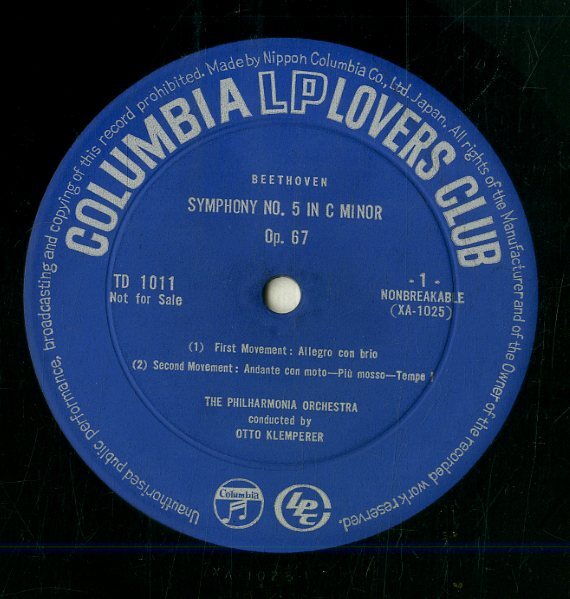 Unauthorised public performance, broadcasting and copying of this record prohibited. Made by Nippon Columbia Co., Ltd. Japan. All rights of the Manufacturer and of the Owner of the recorded work reserved.
COLUMBIA LP LOVERS CLUB
BEETHOVEN
SYMPHONY NO. 5 IN C MINOR
Op. 67
TD 1011
Not for Sale
- 1 -
NONBREAKABLE
(XA-1025)
(1) First Movement: Allegro con brio
(2) Second Movement: Andante con moto—Più mosso—Tempo I
THE PHILHARMONIA ORCHESTRA
conducted by
OTTO KLEMPERER
Columbia
LPC
XA-1025